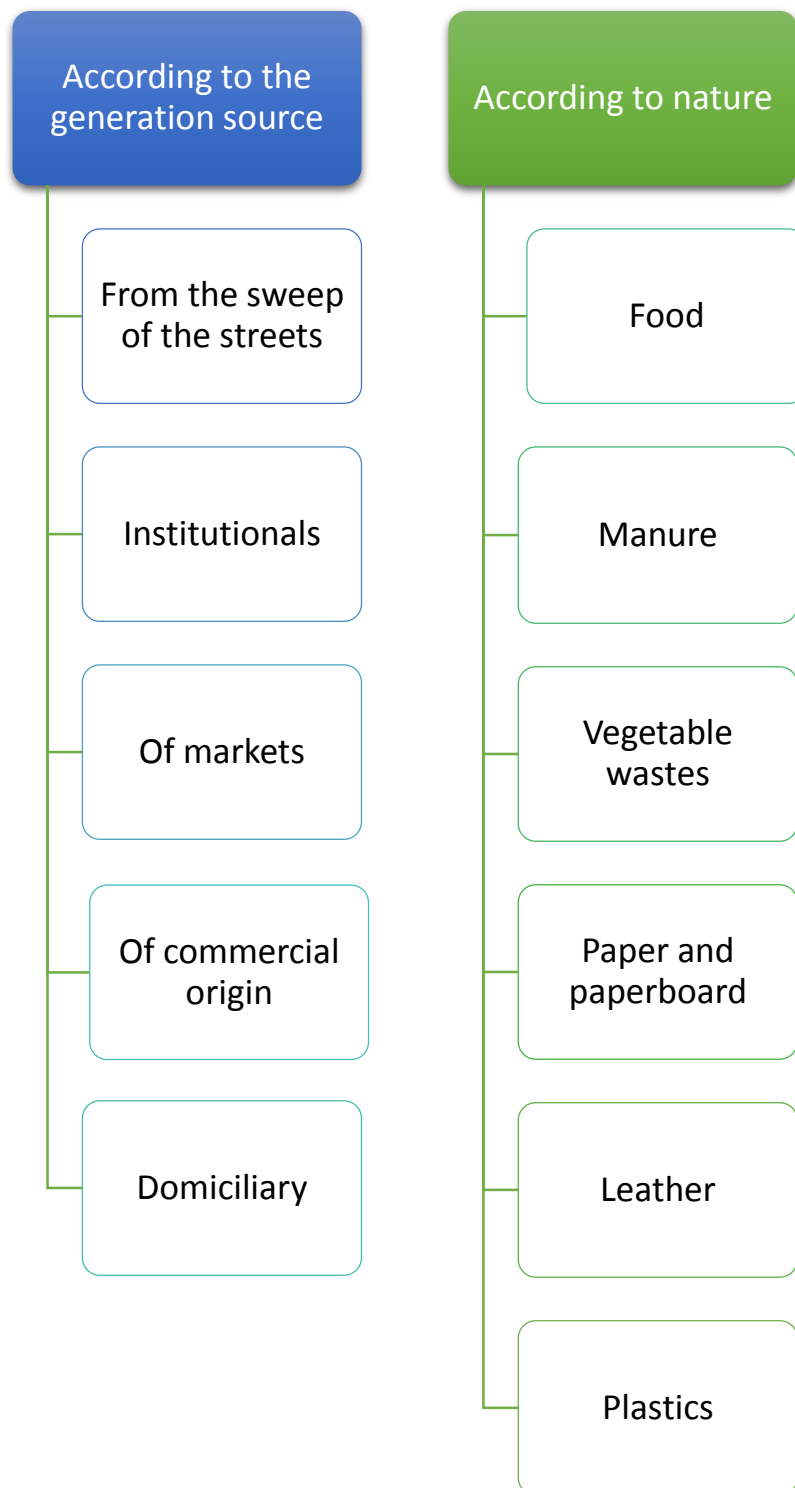 According to the
generation source
From the sweep
of the streets
Institutionals
Of markets
Of commercial
origin
Domiciliary
According to nature
Food
Manure
Vegetable
wastes
Paper and
paperboard
Leather
Plastics